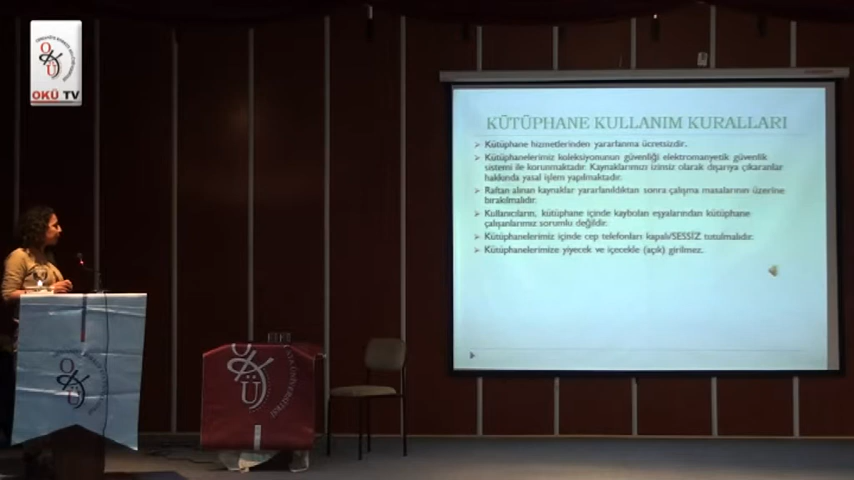 OKÜ
OKÜ TV
KÜTÜPHANE KULLANIM KURALLARI
Kütüphane hizmetlerinden yararlanma ücretsizdir.
Kütüphanelerimiz koleksiyonunun güvenliği elektromanyetik güvenlik
sistemi ile korunmaktadır. Kaynaklarımızı izinsiz olarak dışarıya çıkaranlar
hakkında yasal işlem yapılmaktadır.
Raftan alınan kaynaklar yararlanıldıktan sonra çalışma masalarının üzerine
bırakılmalıdır.
Kullanıcıların, kütüphane içinde kaybolan eşyalarından kütüphane
çalışanlarımız sorumlu değildir.
Kütüphanelerimiz içinde cep telefonları kapalı/SESSİZ tutulmalıdır.
Kütüphanelerimize yiyecek ve içecekle (açık) girilmez.
OKÜ
OKÜ